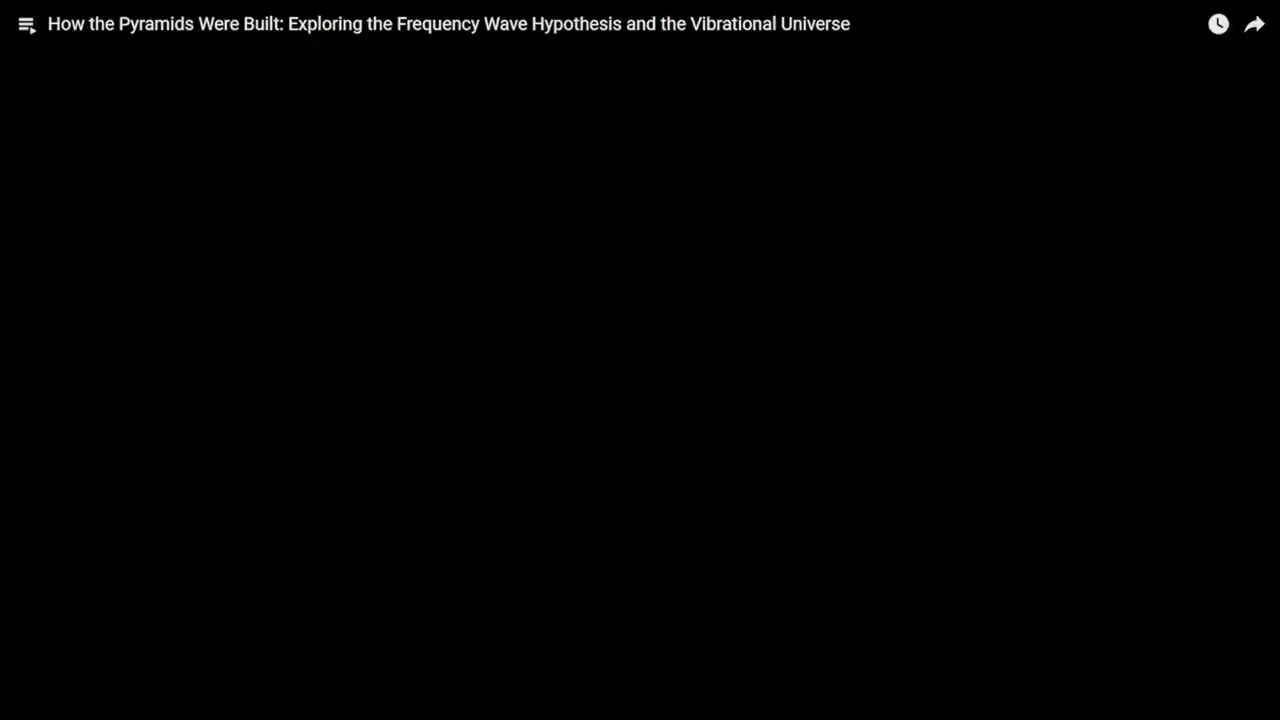 How the Pyramids Were Built: Exploring the Frequency Wave Hypothesis and the Vibrational Universe